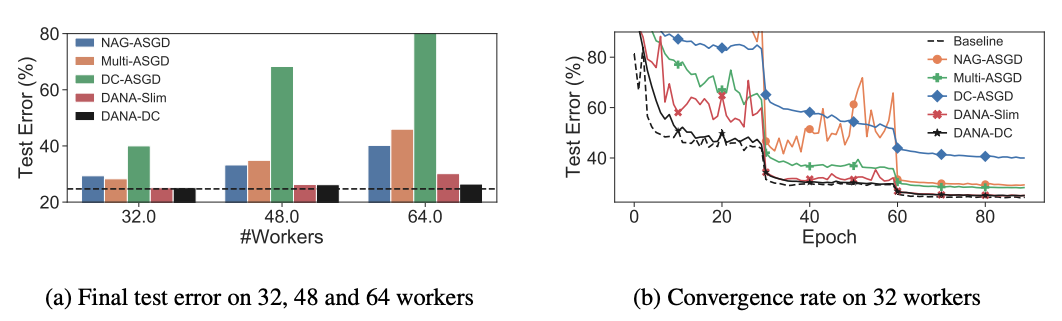 80
60
40
20
Test Error (%)
NAG-ASGD
Multi-ASGD
DC-ASGD
DANA-Slim
DANA-DC
32.0
48.0
64.0
#Workers
(a) Final test error on 32, 48 and 64 workers
80
60
40
Test Error (%)
Baseline
NAG-ASGD
Multi-ASGD
DC-ASGD
DANA-Slim
DANA-DC
0
20
40
60
80
Epoch
(b) Convergence rate on 32 workers